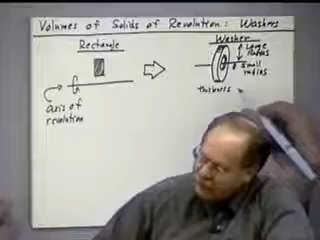 Volumes of Solids of Revolution: Washers
Rectangle
axis of
revolution
Washer
Large
radius
Small
radius
thickness